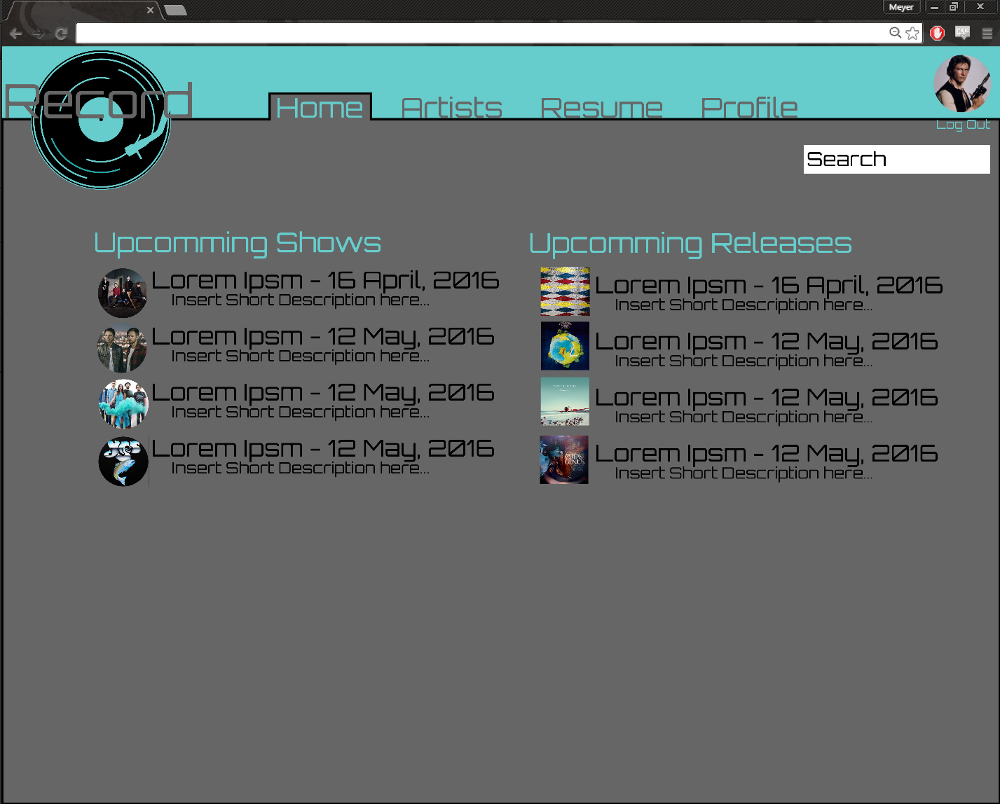 Meyer
CSS
Record
Home Artists Resume Profile
Log Out
Search
Upcomming Shows
Lorem Ipsm - 16 April, 2016
Insert Short Description here...
Lorem Ipsm - 12 May, 2016
Insert Short Description here...
Lorem Ipsm - 12 May, 2016
Insert Short Description here...
Yes
Lorem Ipsm - 12 May, 2016
Insert Short Description here...
Upcomming Releases
Lorem Ipsm - 16 April, 2016
Insert Short Description here...
Lorem Ipsm - 12 May, 2016
Insert Short Description here...
Lorem Ipsm - 12 May, 2016
Insert Short Description here...
GENIUS
Lorem Ipsm - 12 May, 2016
Insert Short Description here...